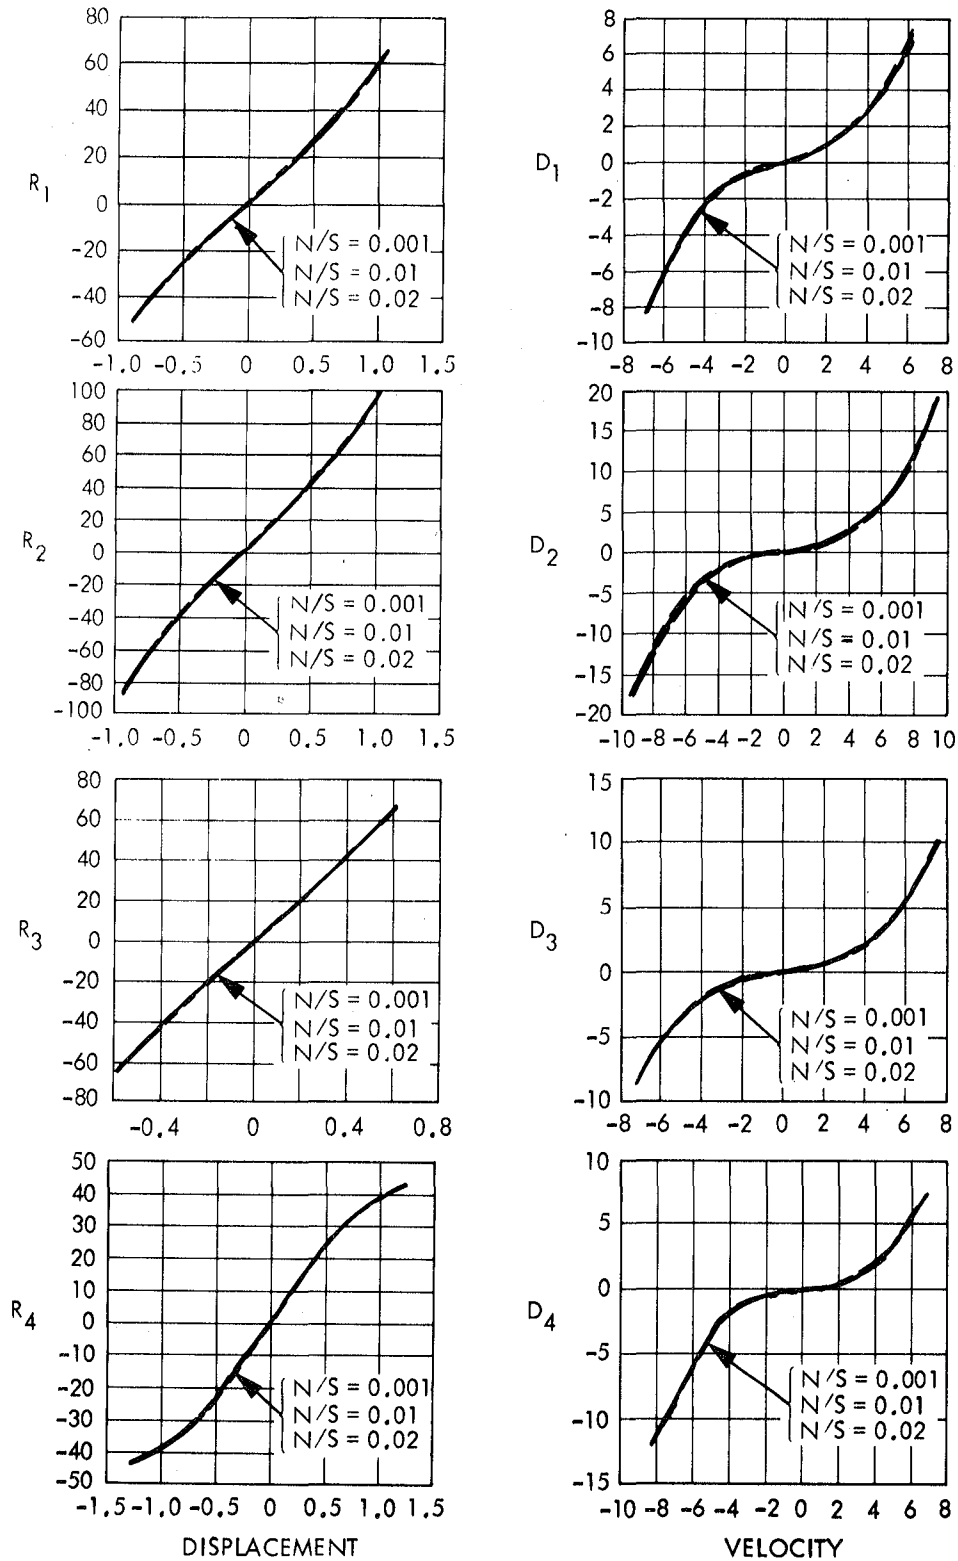 80
60
40
20
0
-20
-40
-60
R1
N/S = 0.001
N/S = 0.01
N/S = 0.02
-1.0 -0.5 0 0.5 1.0 1.5
8
6
4
2
0
-2
-4
-6
-8
-10
D1
N/S = 0.001
N/S = 0.01
N/S = 0.02
-8 -6 -4 -2 0 2 4 6 8
100
80
60
40
20
0
-20
-40
-60
-80
-100
R2
N/S = 0.001
N/S = 0.01
N/S = 0.02
-1.0 -0.5 0 0.5 1.0 1.5
20
15
10
5
0
-5
-10
-15
-20
D2
N/S = 0.001
N/S = 0.01
N/S = 0.02
-10 -8 -6 -4 -2 0 2 4 6 8 10
80
60
40
20
0
-20
-40
-60
-80
R3
N/S = 0.001
N/S = 0.01
N/S = 0.02
-0.4 0 0.4 0.8
15
10
5
0
-5
-10
D3
N/S = 0.001
N/S = 0.01
N/S = 0.02
-8 -6 -4 -2 0 2 4 6 8
50
40
30
20
10
0
-10
-20
-30
-40
-50
R4
N/S = 0.001
N/S = 0.01
N/S = 0.02
-1.5 -1.0 -0.5 0 0.5 1.0 1.5
DISPLACEMENT
10
5
0
-5
-10
-15
D4
N/S = 0.001
N/S = 0.01
N/S = 0.02
-10 -8 -6 -4 -2 0 2 4 6 8
VELOCITY